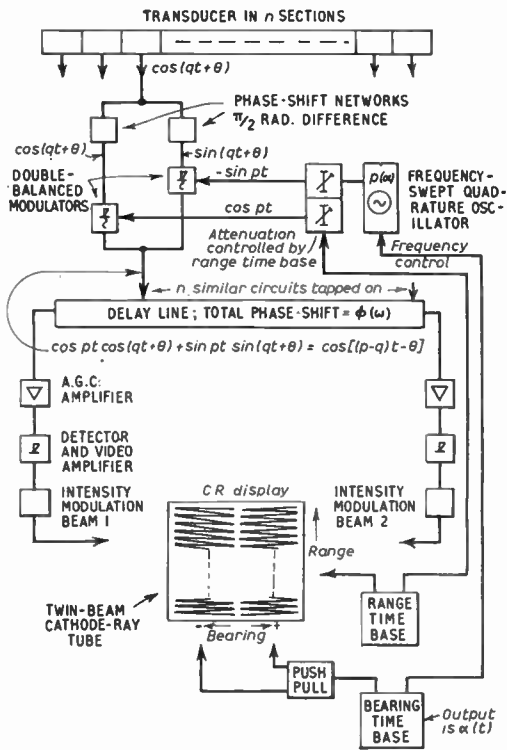 TRANSDUCER IN n SECTIONS
cos(qt+θ)
PHASE-SHIFT NETWORKS
π/2 RAD. DIFFERENCE
cos(qt+θ)
sin(qt+θ)
DOUBLE-
BALANCED
MODULATORS
-sin pt
cos pt
p(α)
FREQUENCY-
SWEPT QUAD-
RATURE OSC-
ILLATOR
Attenuation
controlled by
range time base
Frequency
control
n similar circuits tapped on
DELAY LINE; TOTAL PHASE-SHIFT = ϕ(ω)
cos pt cos(qt+θ)+sin pt sin(qt+θ) = cos[(p-q)t-θ]
A.G.C.
AMPLIFIER
DETECTOR
AND VIDEO
AMPLIFIER
INTENSITY
MODULATION
BEAM 1
CR display
INTENSITY
MODULATION
BEAM 2
Range
TWIN-BEAM
CATHODE-RAY
TUBE
- +
Bearing
RANGE
TIME
BASE
PUSH
PULL
BEARING
TIME
BASE
Output
is α(t)